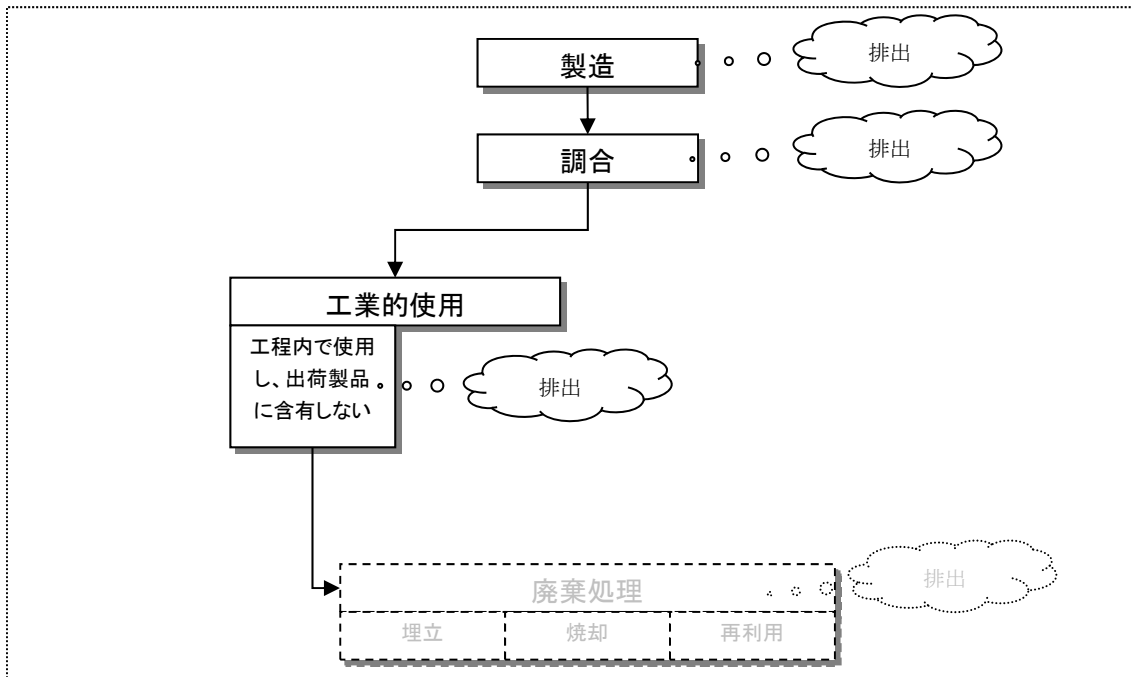 製造
排出
調合
排出
工業的使用
工程内で使用
し、出荷製品
に含有しない
排出
廃棄処理
排出
埋立
焼却
再利用